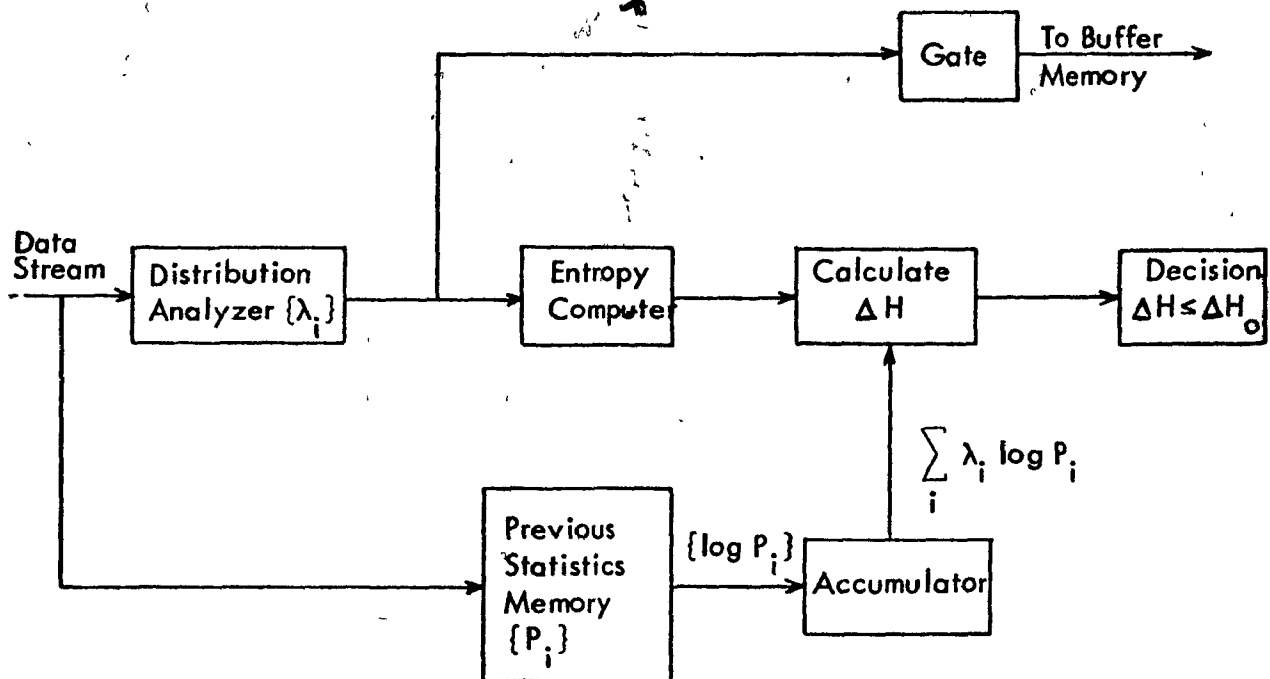 Gate
To Buffer
Memory
Data
Stream
Distribution
Analyzer {λi}
Entropy
Computer
Calculate
ΔH
Decision
ΔH≤ΔHo
∑ λi log Pi
i
Previous
Statistics
Memory
{Pi}
{log Pi}
Accumulator